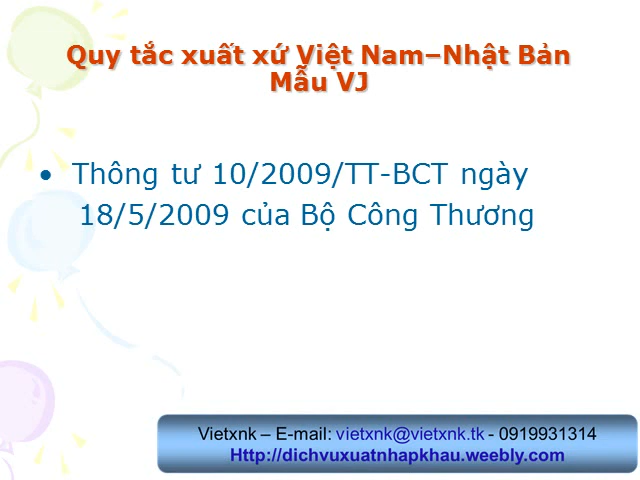 Quy tắc xuất xứ Việt Nam–Nhật Bản
Mẫu VJ
• Thông tư 10/2009/TT-BCT ngày
18/5/2009 của Bộ Công Thương
Vietxnk – E-mail: vietxnk@vietxnk.tk - 0919931314
Http://dichvuxuatnhapkhau.weebly.com